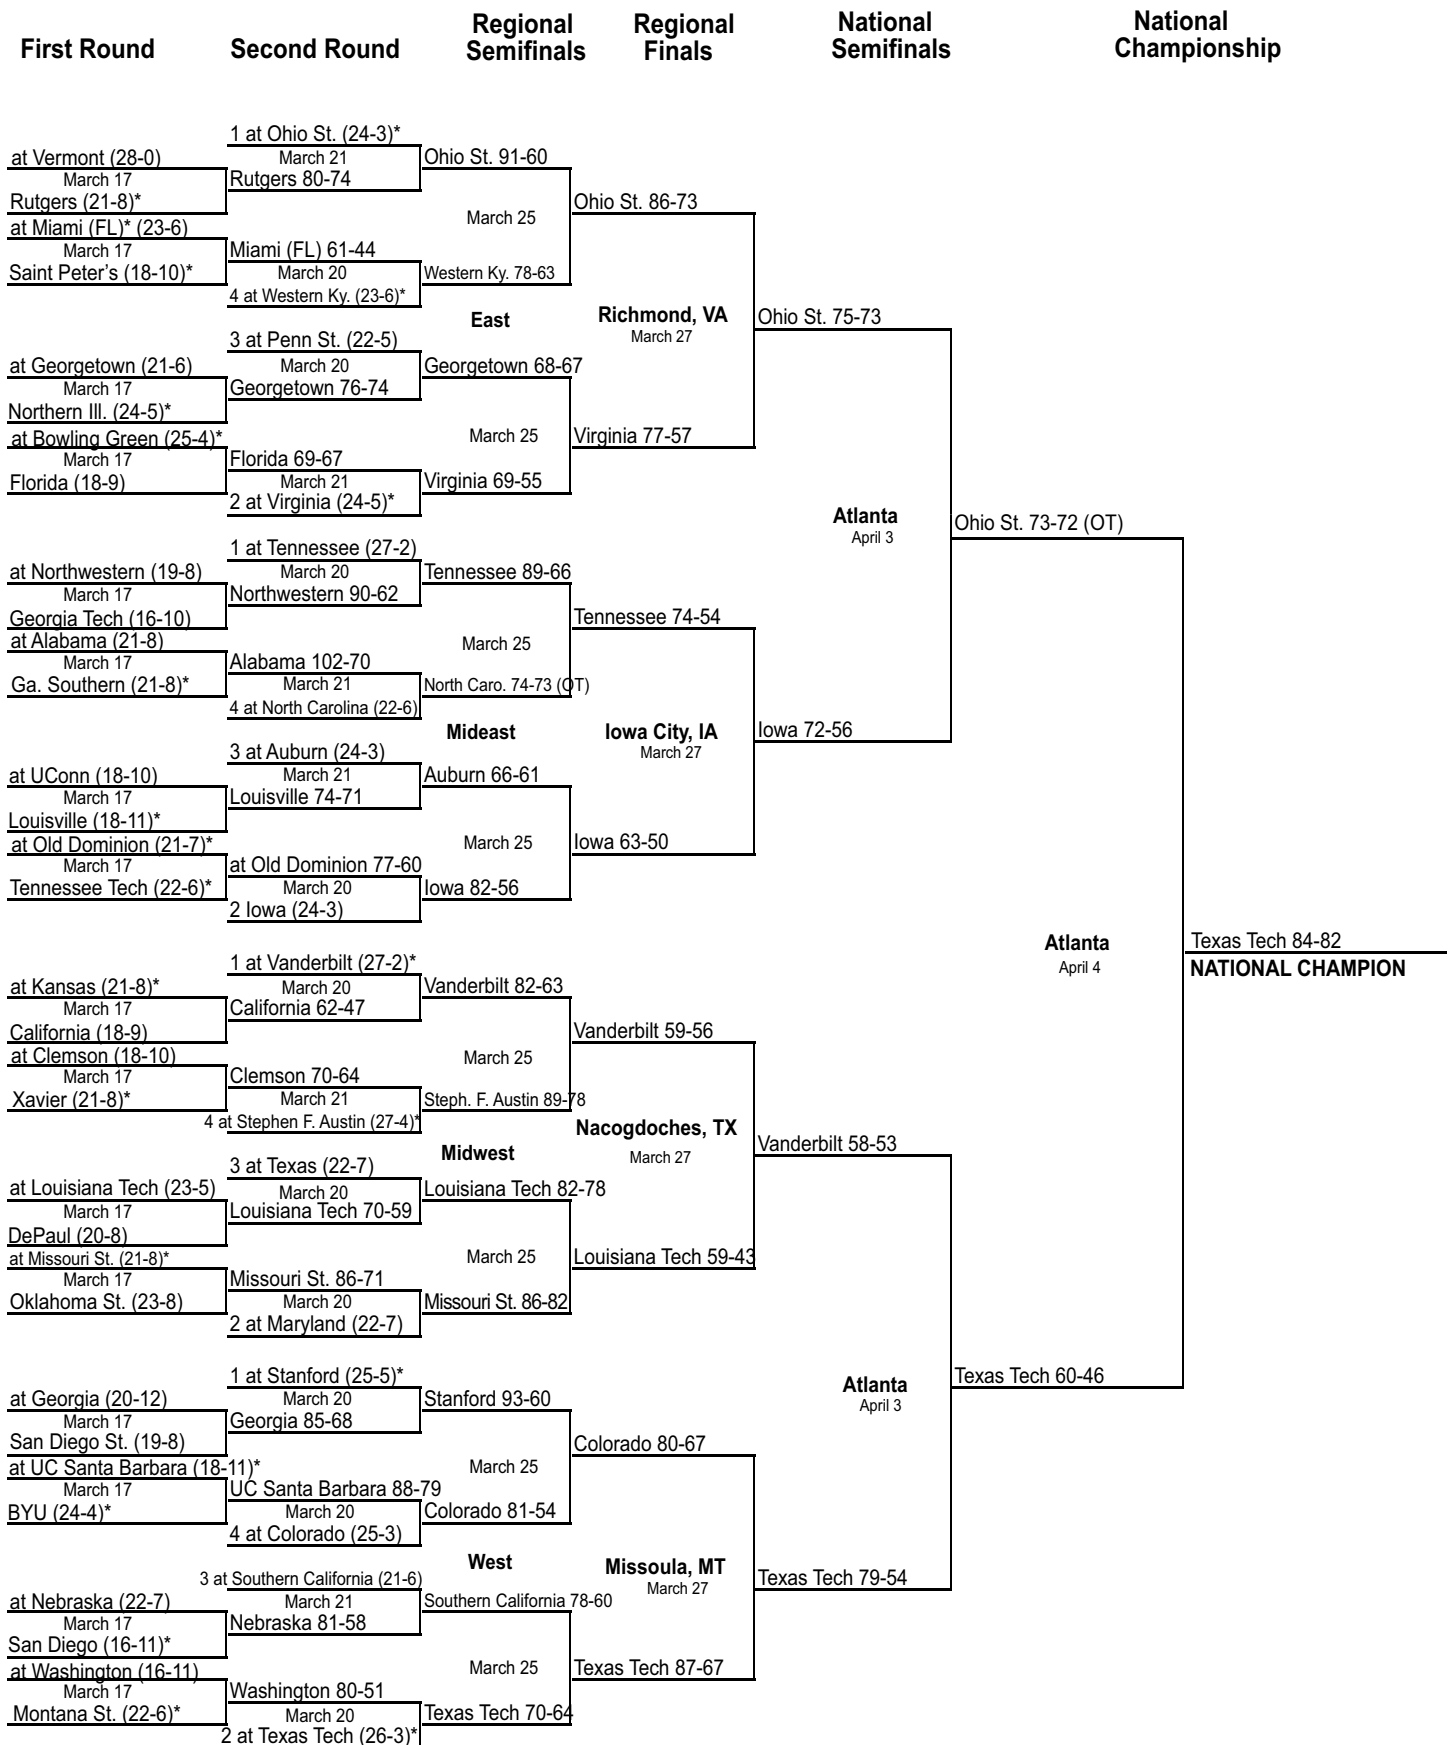 First Round
Second Round
Regional
Semifinals
Regional
Finals
National
Semifinals
National
Championship
1 at Ohio St. (24-3)*
at Vermont (28-0)
March 21
Ohio St. 91-60
March 17
Rutgers 80-74
Rutgers (21-8)*
Ohio St. 86-73
March 25
at Miami (FL)* (23-6)
March 17
Miami (FL) 61-44
Saint Peter's (18-10)*
March 20
Western Ky. 78-63
4 at Western Ky. (23-6)*
East
Richmond, VA
March 27
Ohio St. 75-73
3 at Penn St. (22-5)
at Georgetown (21-6)
March 20
Georgetown 68-67
March 17
Georgetown 76-74
Northern Ill. (24-5)*
at Bowling Green (25-4)*
March 25
Virginia 77-57
March 17
Florida 69-67
Florida (18-9)
March 21
Virginia 69-55
2 at Virginia (24-5)*
Atlanta
April 3
Ohio St. 73-72 (OT)
1 at Tennessee (27-2)
at Northwestern (19-8)
March 20
Tennessee 89-66
March 17
Northwestern 90-62
Georgia Tech (16-10)
Tennessee 74-54
at Alabama (21-8)
March 25
March 17
Alabama 102-70
Ga. Southern (21-8)*
March 21
North Caro. 74-73 (OT)
4 at North Carolina (22-6)
Mideast
Iowa City, IA
March 27
Iowa 72-56
3 at Auburn (24-3)
at UConn (18-10)
March 21
Auburn 66-61
March 17
Louisville 74-71
Louisville (18-11)*
at Old Dominion (21-7)*
March 25
Iowa 63-50
March 17
at Old Dominion 77-60
Tennessee Tech (22-6)*
March 20
Iowa 82-56
2 Iowa (24-3)
Atlanta
April 4
Texas Tech 84-82
NATIONAL CHAMPION
1 at Vanderbilt (27-2)*
at Kansas (21-8)*
March 20
Vanderbilt 82-63
March 17
California 62-47
California (18-9)
Vanderbilt 59-56
at Clemson (18-10)
March 25
March 17
Clemson 70-64
Xavier (21-8)*
March 21
Steph. F. Austin 89-78
4 at Stephen F. Austin (27-4)*
Midwest
Nacogdoches, TX
March 27
Vanderbilt 58-53
3 at Texas (22-7)
at Louisiana Tech (23-5)
March 20
Louisiana Tech 82-78
March 17
Louisiana Tech 70-59
DePaul (20-8)
at Missouri St. (21-8)*
March 25
Louisiana Tech 59-43
March 17
Missouri St. 86-71
Oklahoma St. (23-8)
March 20
Missouri St. 86-82
2 at Maryland (22-7)
Atlanta
April 3
Texas Tech 60-46
1 at Stanford (25-5)*
at Georgia (20-12)
March 20
Stanford 93-60
March 17
Georgia 85-68
San Diego St. (19-8)
Colorado 80-67
at UC Santa Barbara (18-11)*
March 25
March 17
UC Santa Barbara 88-79
BYU (24-4)*
March 20
Colorado 81-54
4 at Colorado (25-3)
West
Missoula, MT
March 27
Texas Tech 79-54
3 at Southern California (21-6)
at Nebraska (22-7)
March 21
Southern California 78-60
March 17
Nebraska 81-58
San Diego (16-11)*
at Washington (16-11)
March 25
Texas Tech 87-67
March 17
Washington 80-51
Montana St. (22-6)*
March 20
Texas Tech 70-64
2 at Texas Tech (26-3)*